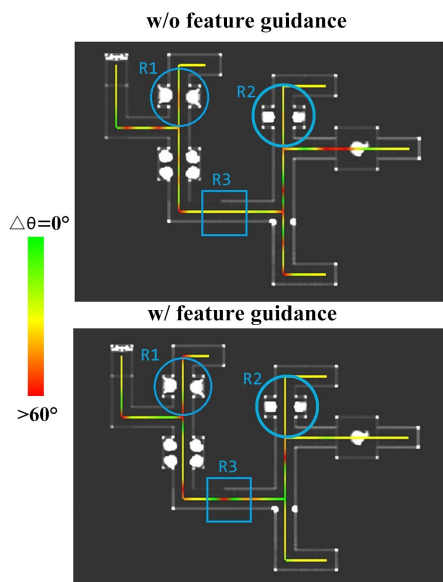 w/o feature guidance
R1
R2
R3
△θ=0°
>60°
w/ feature guidance
R1
R2
R3